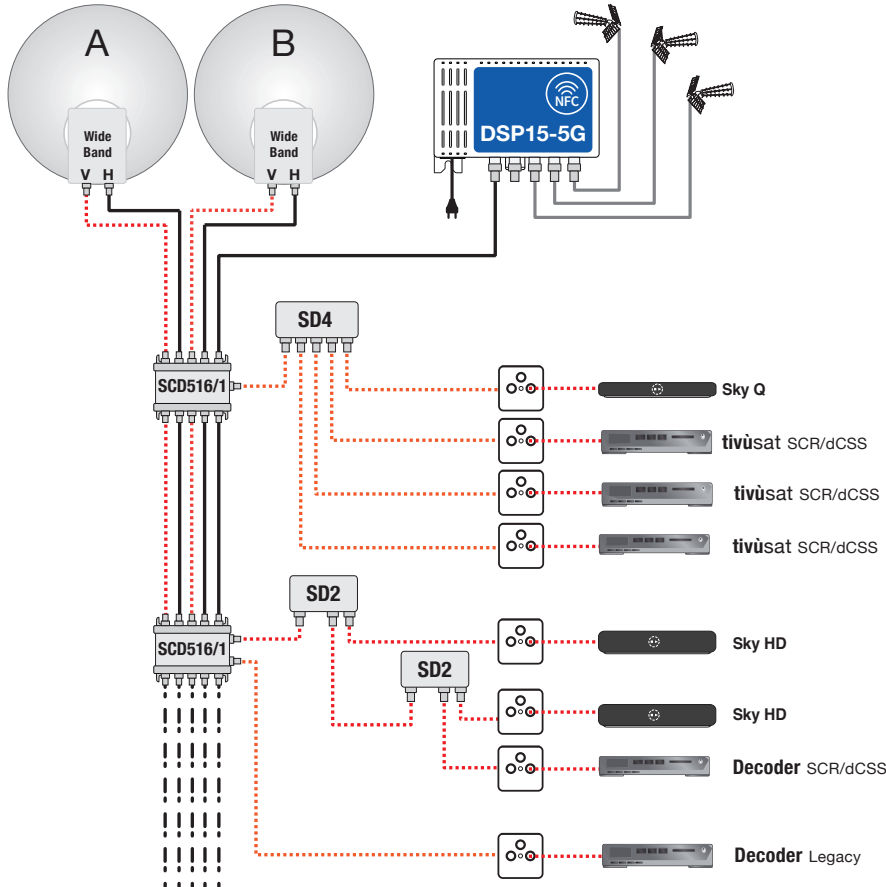 A
B
Wide
Band
V H
Wide
Band
V H
NFC
DSP15-5G
SD4
SCD516/1
Sky Q
tivùsat SCR/dCSS
tivùsat SCR/dCSS
tivùsat SCR/dCSS
SD2
SCD516/1
Sky HD
SD2
Sky HD
Decoder SCR/dCSS
Decoder Legacy